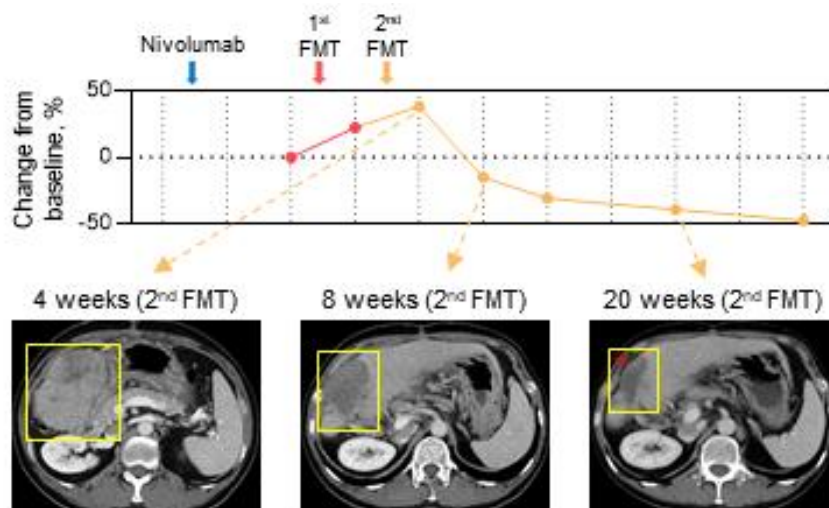 Nivolumab
1st
FMT
2nd
FMT
Change from
baseline, %
50
0
-50
4 weeks (2nd FMT)
8 weeks (2nd FMT)
20 weeks (2nd FMT)